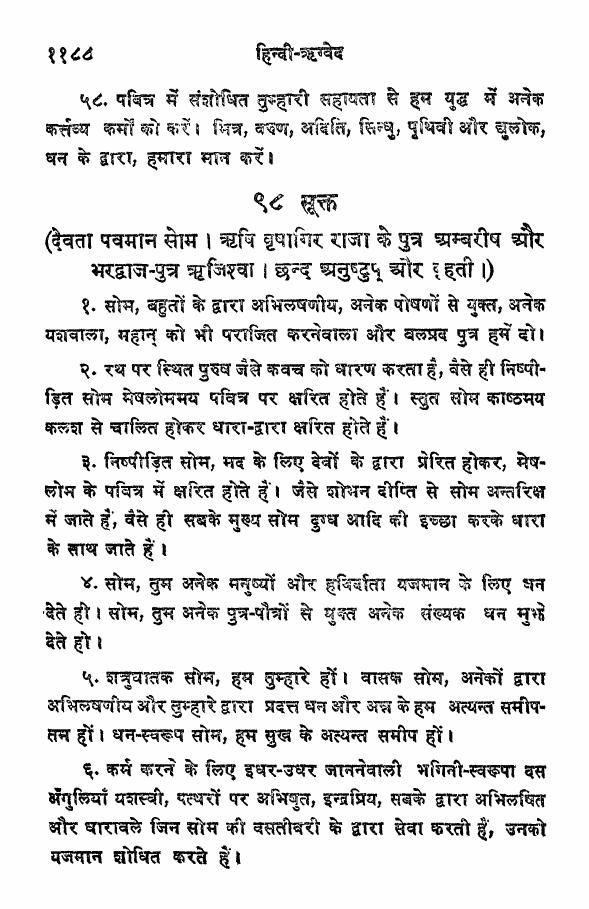 ११८८ हिन्दी-ऋग्वेद
५८. पवित्र में संशोधित तुम्हारी सहायता से हम युद्ध में अनेक
कर्त्तव्य कर्मों को करें। मित्र, वरुण, अदिति, सिन्धु, पृथिवी और द्युलोक,
धन के द्वारा, हमारा मान करें।
९८ सूक्त
(देवता पवमान सोम। ऋषि वृषागिर राजा के पुत्र अम्बरीष और
भरद्वाज-पुत्र ऋजिश्वा। छन्द अनुष्टुप् और बृहती।)
१. सोम, बहुतों के द्वारा अभिलषणीय, अनेक पोषणों से युक्त, अनेक
यशवाला, महान् को भी पराजित करनेवाला और बलप्रद पुत्र हमें दो।
२. रथ पर स्थित पुरुष जैसे कवच को धारण करता है, वैसे ही निष्पी-
ड़ित सोम मेषलोममय पवित्र पर क्षरित होते हैं। स्तुत सोम काष्ठमय
कलश से चालित होकर धारा-द्वारा क्षरित होते हैं।
३. निष्पीड़ित सोम, मद के लिए देवों के द्वारा प्रेरित होकर, मेष-
लोम के पवित्र में क्षरित होते हैं। जैसे शोभन दीप्ति से सोम अन्तरिक्ष
में जाते हैं, वैसे ही सबके मुख्य सोम दुग्ध आदि की इच्छा करके धारा
के साथ जाते हैं।
४. सोम, तुम अनेक मनुष्यों और हविर्दाता यजमान के लिए धन
देते हो। सोम, तुम अनेक पुत्र-पौत्रों से युक्त अनेक संख्यक धन मुझे
देते हो।
५. शत्रुघातक सोम, हम तुम्हारे हों। वासक सोम, अनेकों द्वारा
अभिलषणीय और तुम्हारे द्वारा प्रदत्त धन और अन्न के हम अत्यन्त समीप-
तम हों। धन-स्वरूप सोम, हम सुख के अत्यन्त समीप हों।
६. कर्म करने के लिए इधर-उधर जाननेवाली भगिनी-स्वरूपा दस
अँगुलियाँ यशस्वी, पत्थरों पर अभिषुत, इन्द्रप्रिय, सबके द्वारा अभिलषित
और धारावले जिन सोम की वसतीवरी के द्वारा सेवा करती हैं, उनको
यजमान शोधित करते हैं।